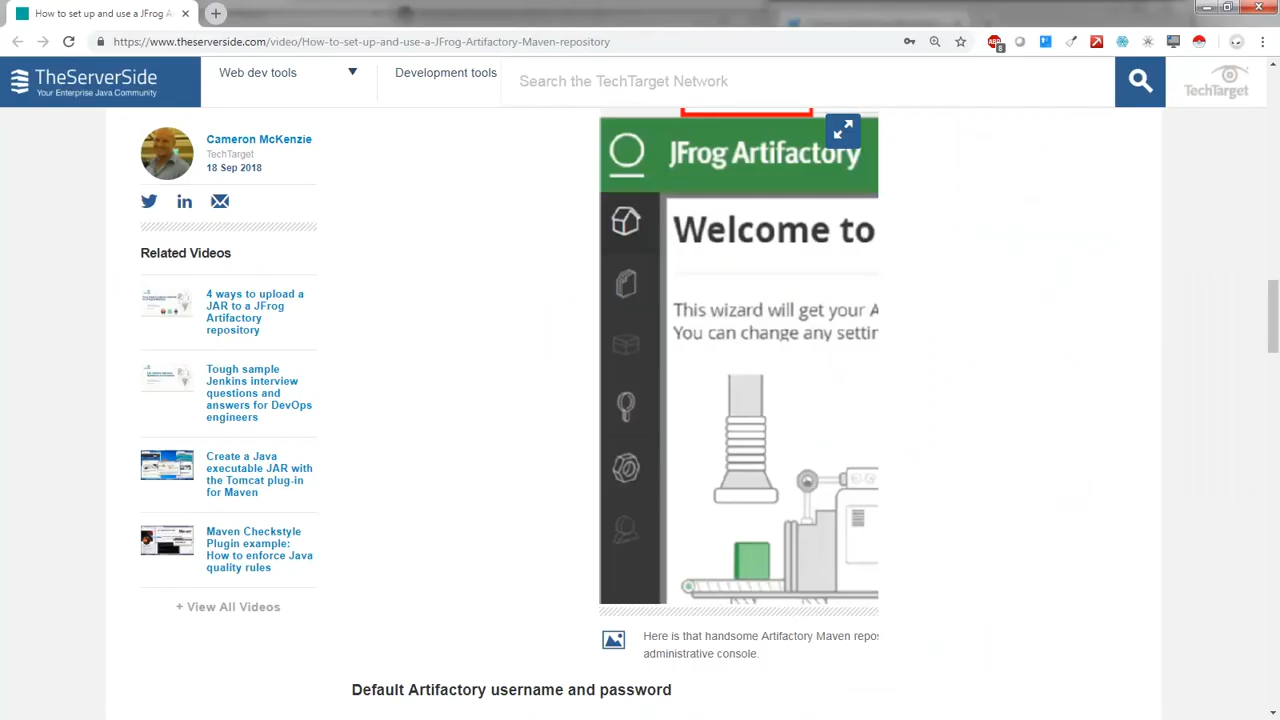 How to set up and use a JFrog A
https://www.theserverside.com/video/How-to-set-up-and-use-a-JFrog-Artifactory-Maven-repository
ABP
8
TheServerSide
Your Enterprise Java Community
Web dev tools
Development tools
Search the TechTarget Network
TechTarget
Cameron McKenzie
TechTarget
18 Sep 2018
Related Videos
4 ways to upload a
JAR to a JFrog
Artifactory
repository
Tough sample
Jenkins interview
questions and
answers for DevOps
engineers
Create a Java
executable JAR with
the Tomcat plug-in
for Maven
Maven Checkstyle
Plugin example:
How to enforce Java
quality rules
+ View All Videos
JFrog Artifactory
Welcome to
This wizard will get your A
You can change any settin
Here is that handsome Artifactory Maven repos
administrative console.
Default Artifactory username and password